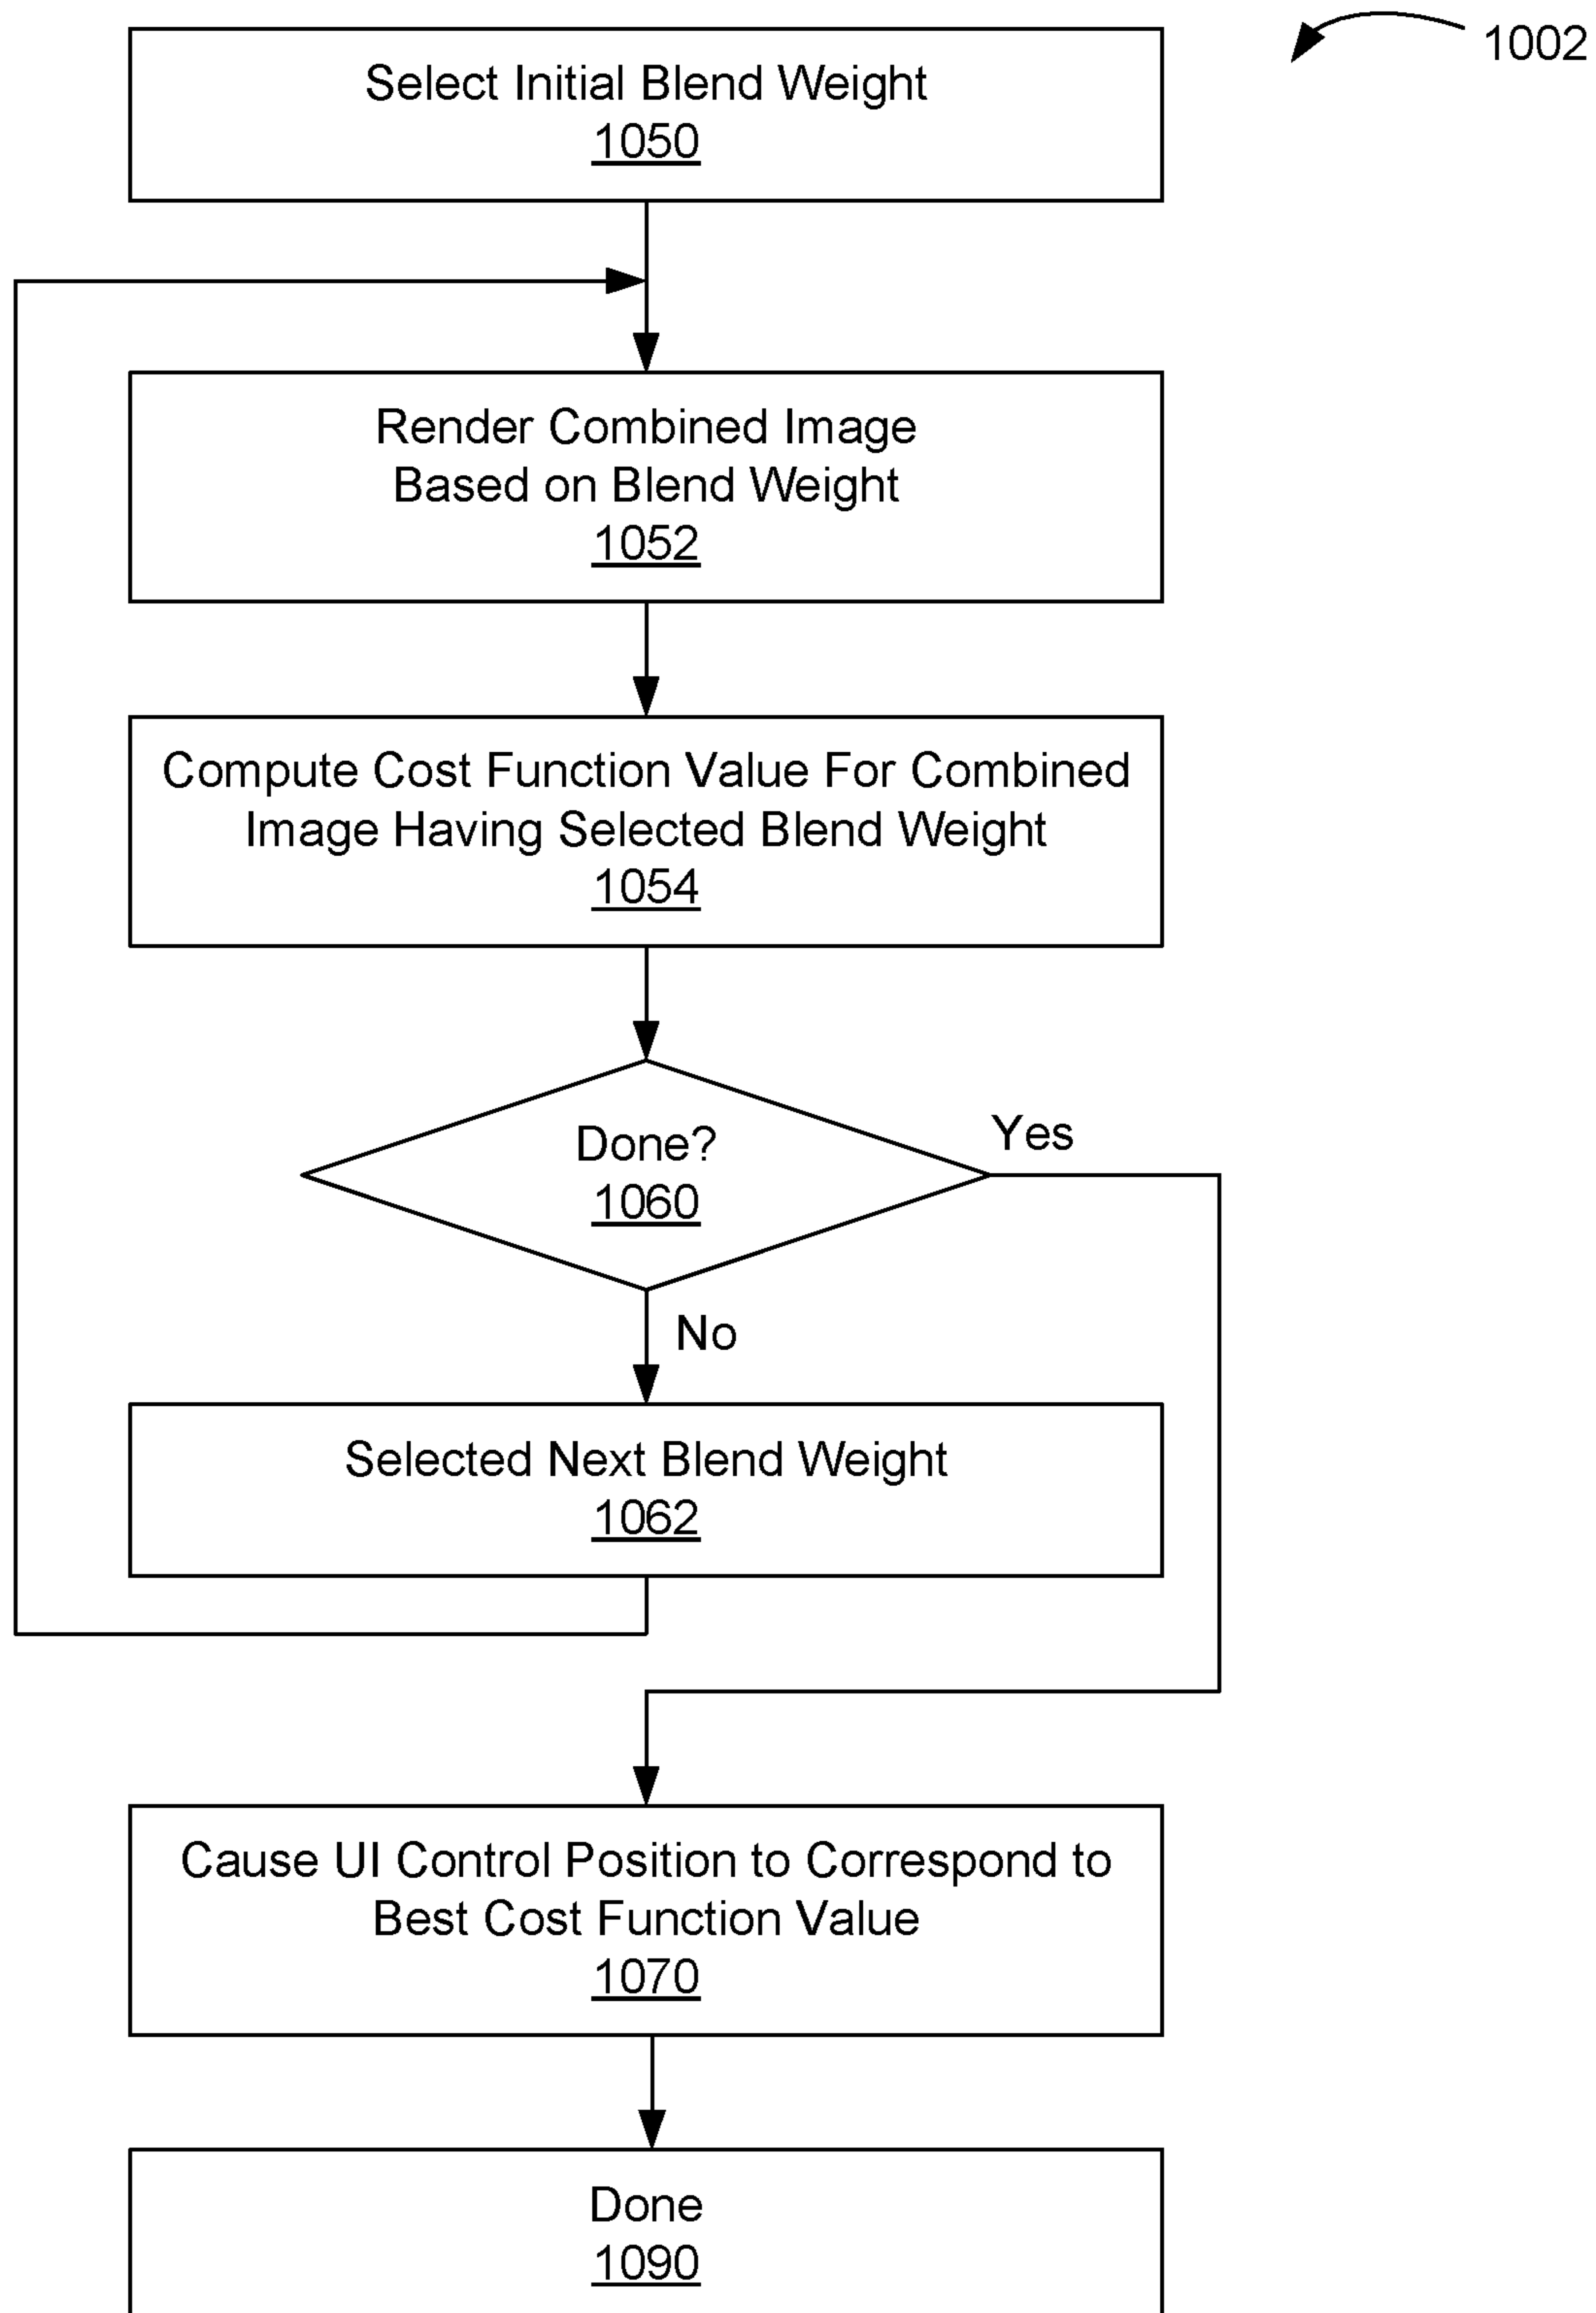 1002
Select Initial Blend Weight
1050
Render Combined Image
Based on Blend Weight
1052
Compute Cost Function Value For Combined
Image Having Selected Blend Weight
1054
Done?
1060
Yes
No
Selected Next Blend Weight
1062
Cause UI Control Position to Correspond to
Best Cost Function Value
1070
Done
1090